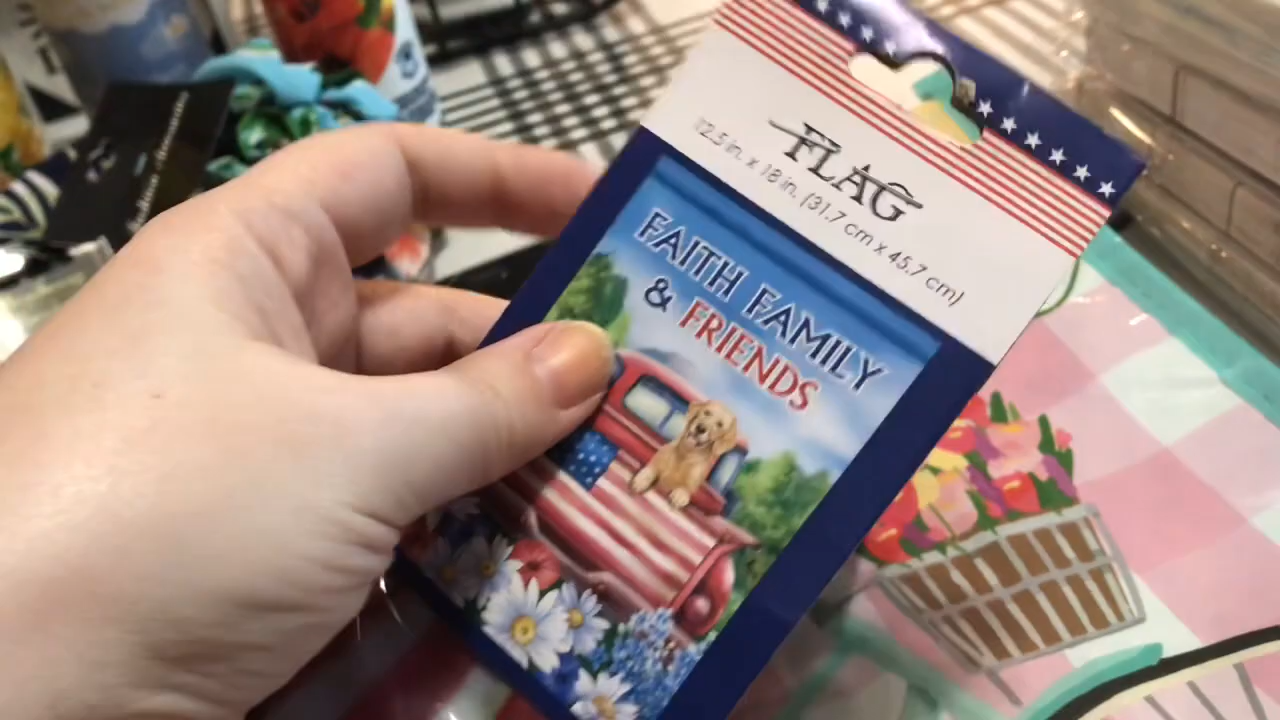 FLAG
12.5 in. x 18 in. (31.7 cm x 45.7 cm)
FAITH FAMILY
& FRIENDS